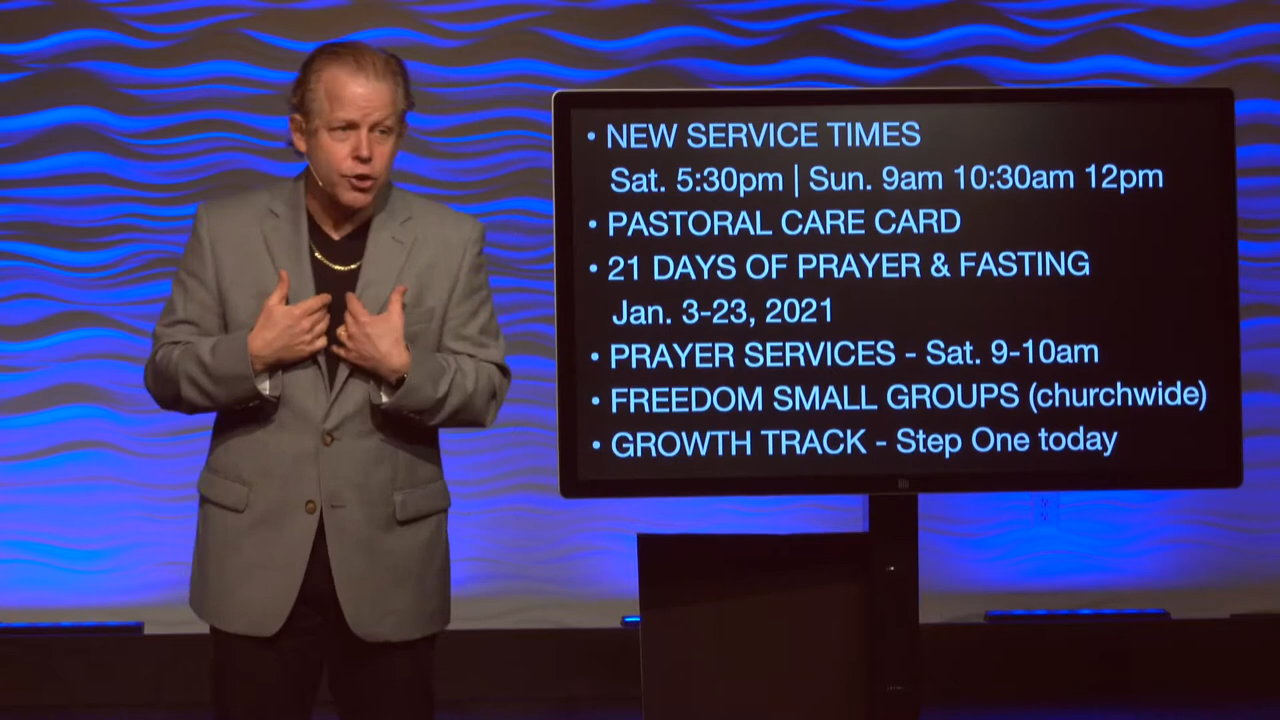 • NEW SERVICE TIMES
Sat. 5:30pm | Sun. 9am 10:30am 12pm
• PASTORAL CARE CARD
• 21 DAYS OF PRAYER & FASTING
Jan. 3-23, 2021
• PRAYER SERVICES - Sat. 9-10am
• FREEDOM SMALL GROUPS (churchwide)
• GROWTH TRACK - Step One today